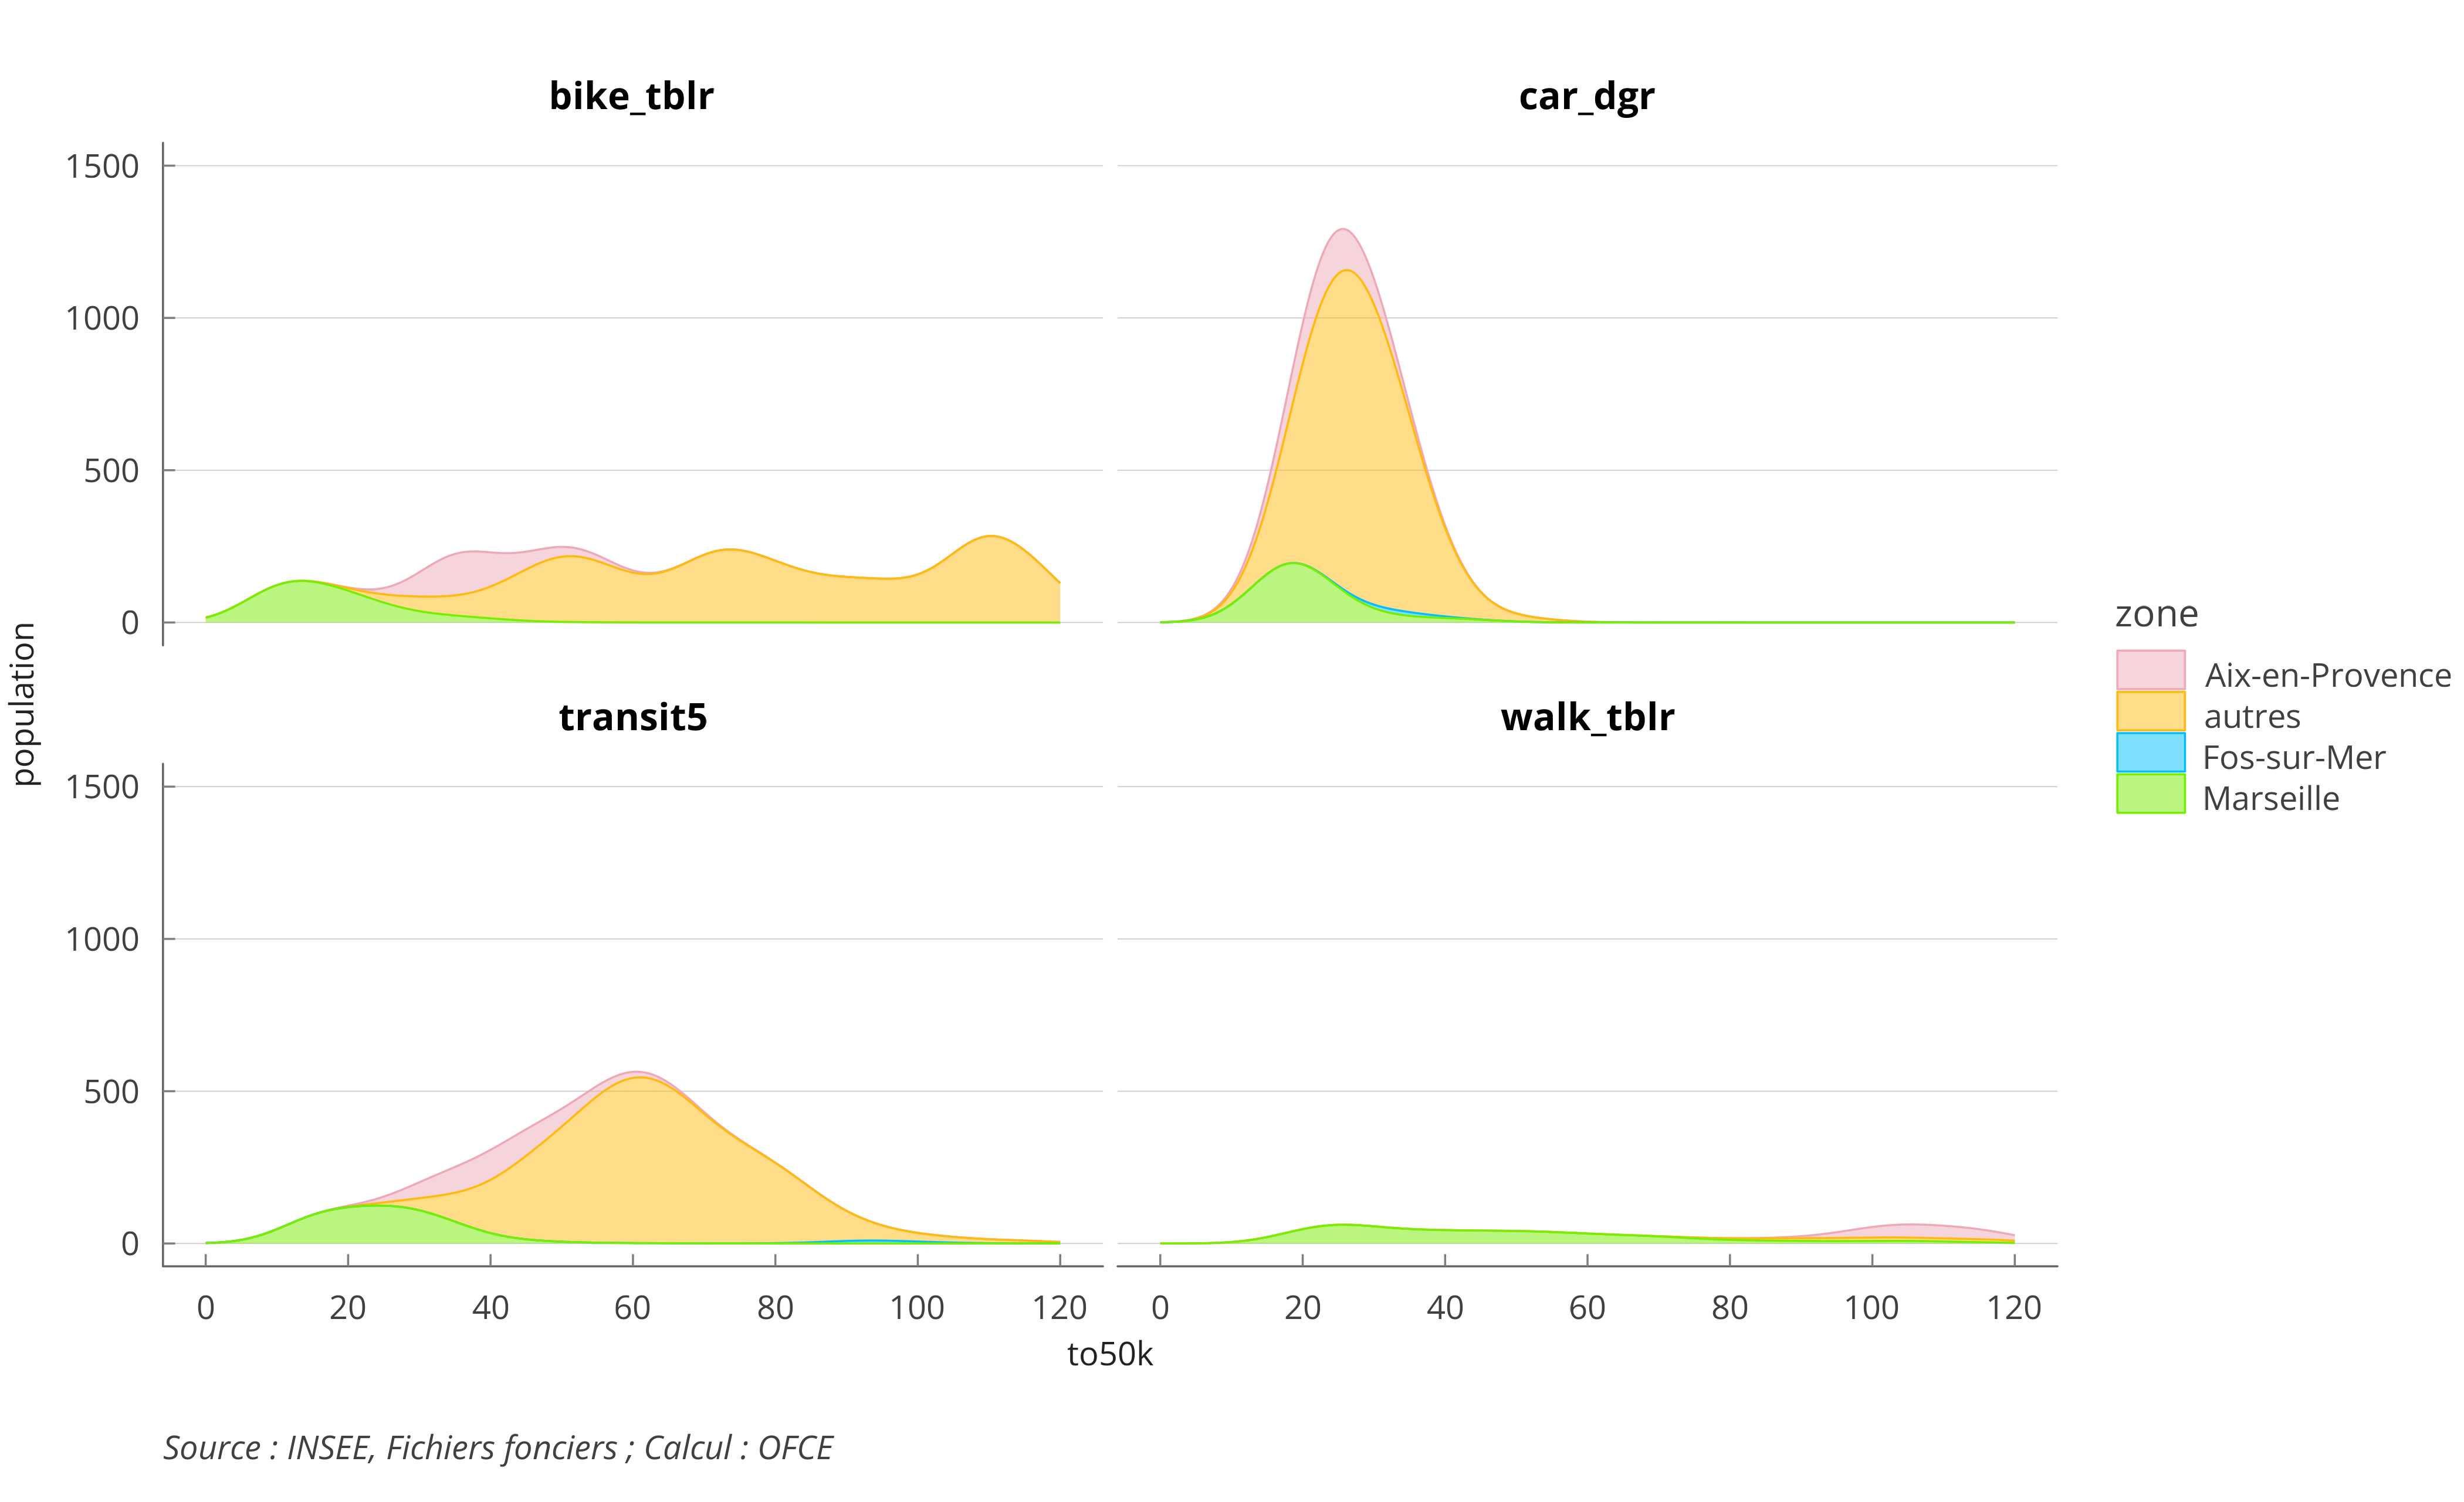 bike_tblr
car_dgr
1500
1000
500
0
population
transit5
walk_tblr
1500
1000
500
0
0 20 40 60 80 100 120
0 20 40 60 80 100 120
to50k
zone
Aix-en-Provence
autres
Fos-sur-Mer
Marseille
Source : INSEE, Fichiers fonciers ; Calcul : OFCE